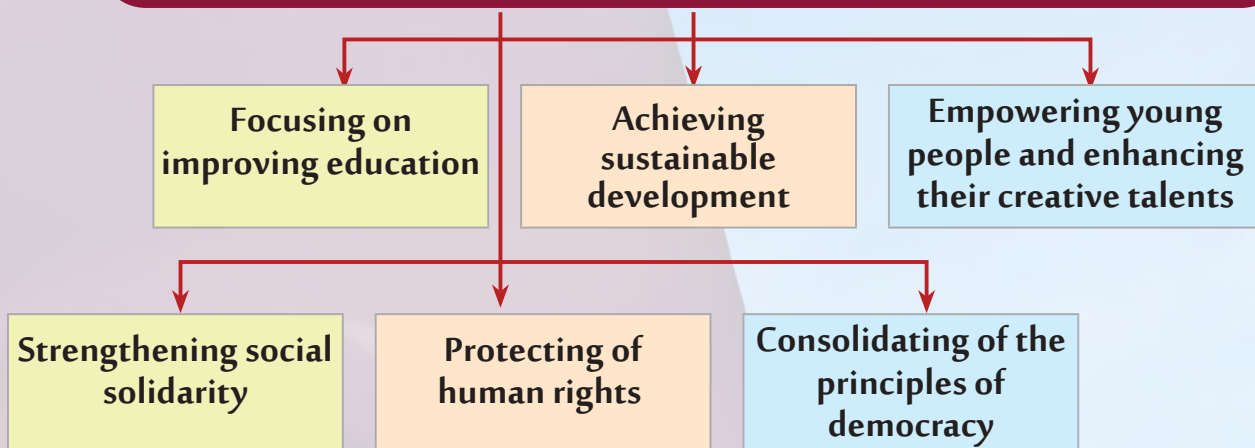 Focusing on
improving education
Achieving
sustainable
development
Empowering young
people and enhancing
their creative talents
Strengthening social
solidarity
Protecting of
human rights
Consolidating of the
principles of
democracy